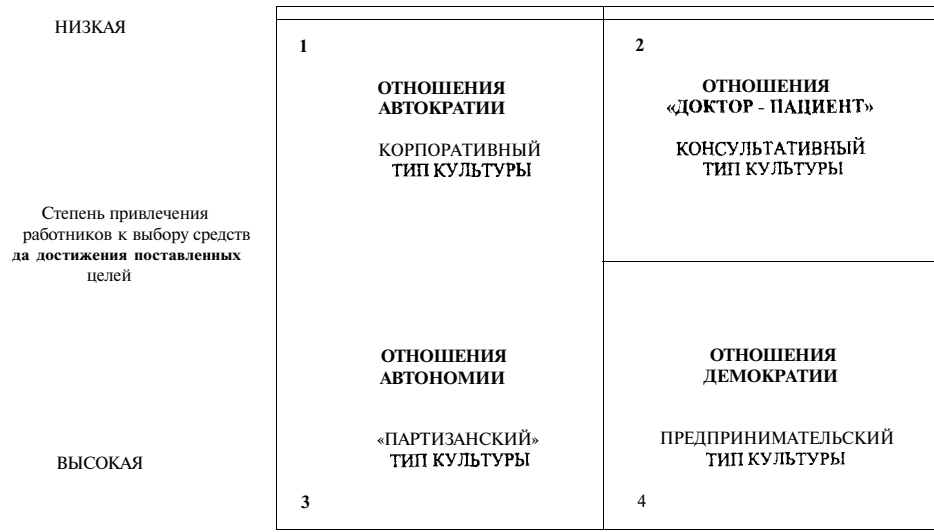 НИЗКАЯ
1
ОТНОШЕНИЯ
АВТОКРАТИИ
КОРПОРАТИВНЫЙ
ТИП КУЛЬТУРЫ
2
ОТНОШЕНИЯ
«ДОКТОР - ПАЦИЕНТ»
КОНСУЛЬТАТИВНЫЙ
ТИП КУЛЬТУРЫ
Степень привлечения
работников к выбору средств
да достижения поставленных
целей
ВЫСОКАЯ
ОТНОШЕНИЯ
АВТОНОМИИ
«ПАРТИЗАНСКИЙ»
ТИП КУЛЬТУРЫ
3
ОТНОШЕНИЯ
ДЕМОКРАТИИ
ПРЕДПРИНИМАТЕЛЬСКИЙ
ТИП КУЛЬТУРЫ
4